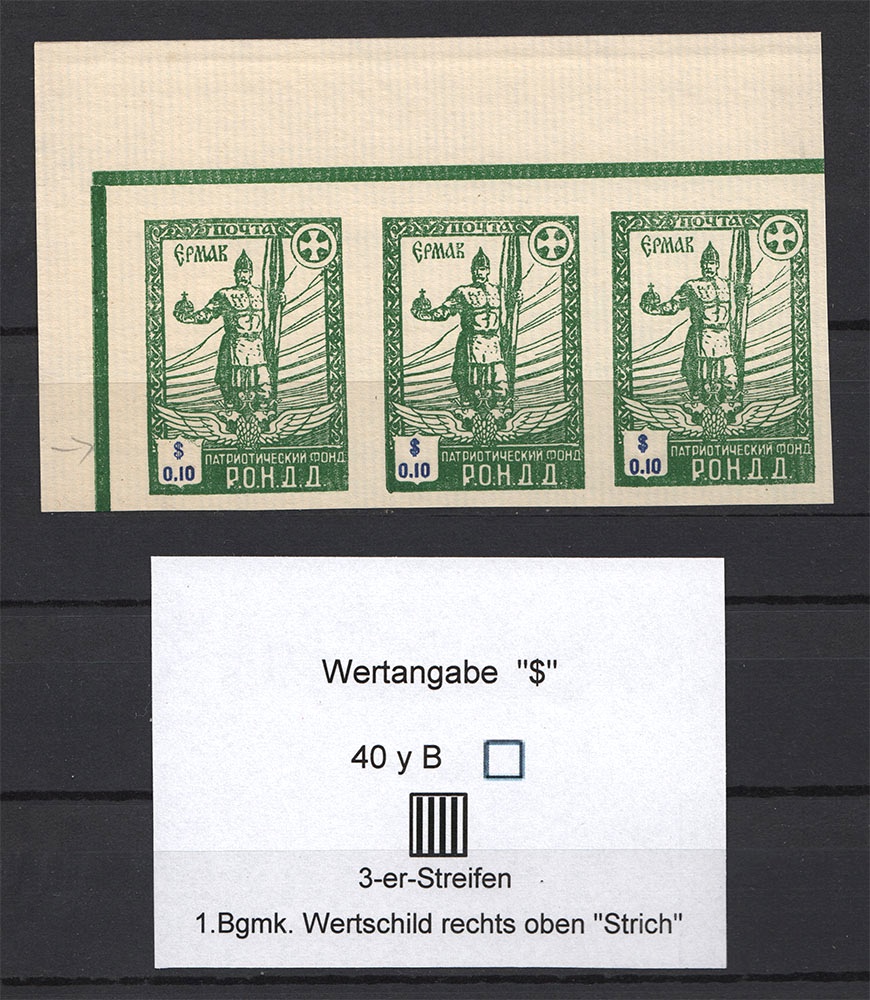 ПОЧТА
ЕРМАК
$
0.10
ПАТРИОТИЧЕСКИЙ ФОНД
Р.О.Н.Д.Д.
ПОЧТА
ЕРМАК
$
0.10
ПАТРИОТИЧЕСКИЙ ФОНД
Р.О.Н.Д.Д.
ПОЧТА
ЕРМАК
$
0.10
ПАТРИОТИЧЕСКИЙ ФОНД
Р.О.Н.Д.Д.
Wertangabe "$"
40 y B
3-er-Streifen
1.Bgmk. Wertschild rechts oben "Strich"